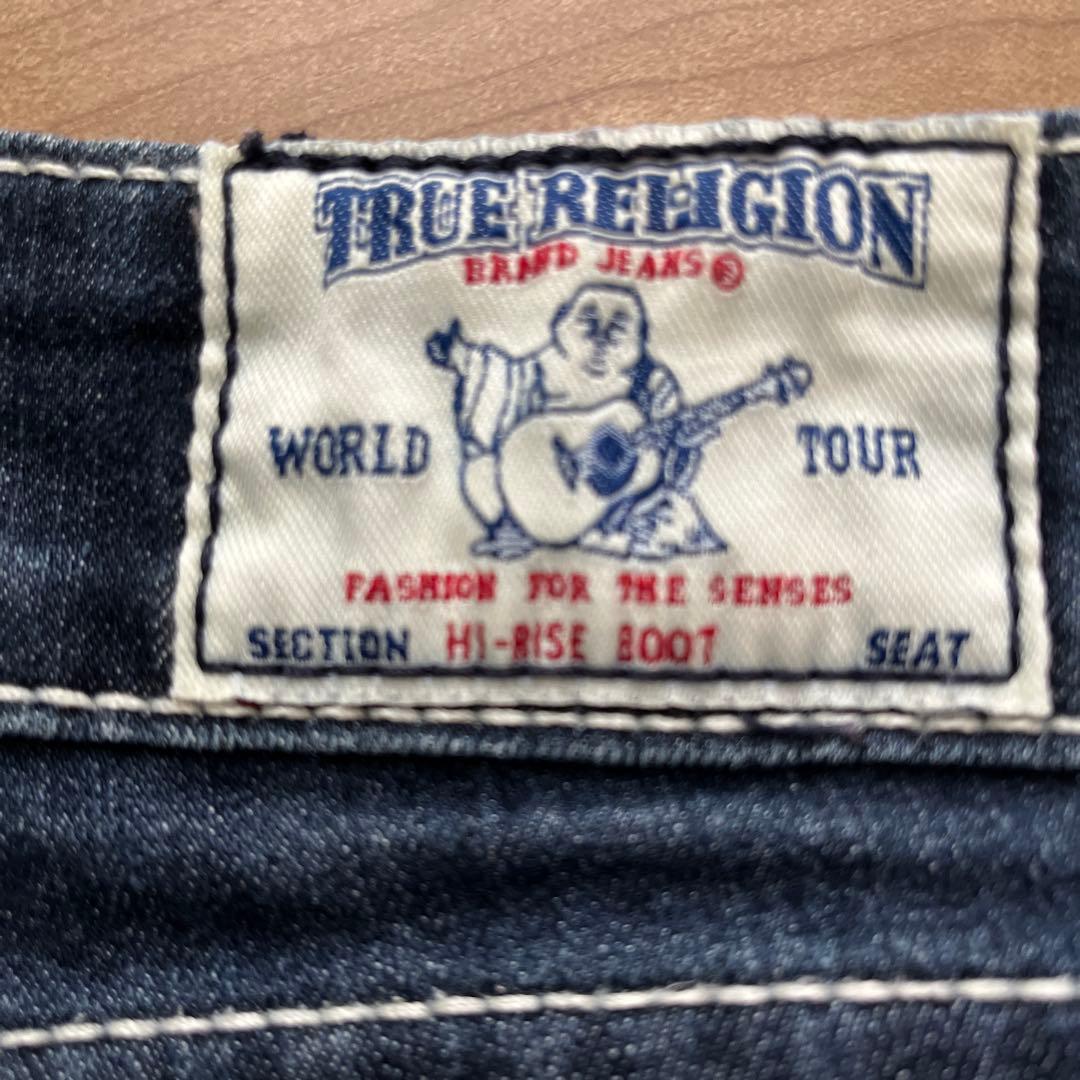 TRUE RELIGION
BRAND JEANS®
WORLD TOUR
FASHION FOR THE SENSES
SECTION HI-RISE BOOT SEAT